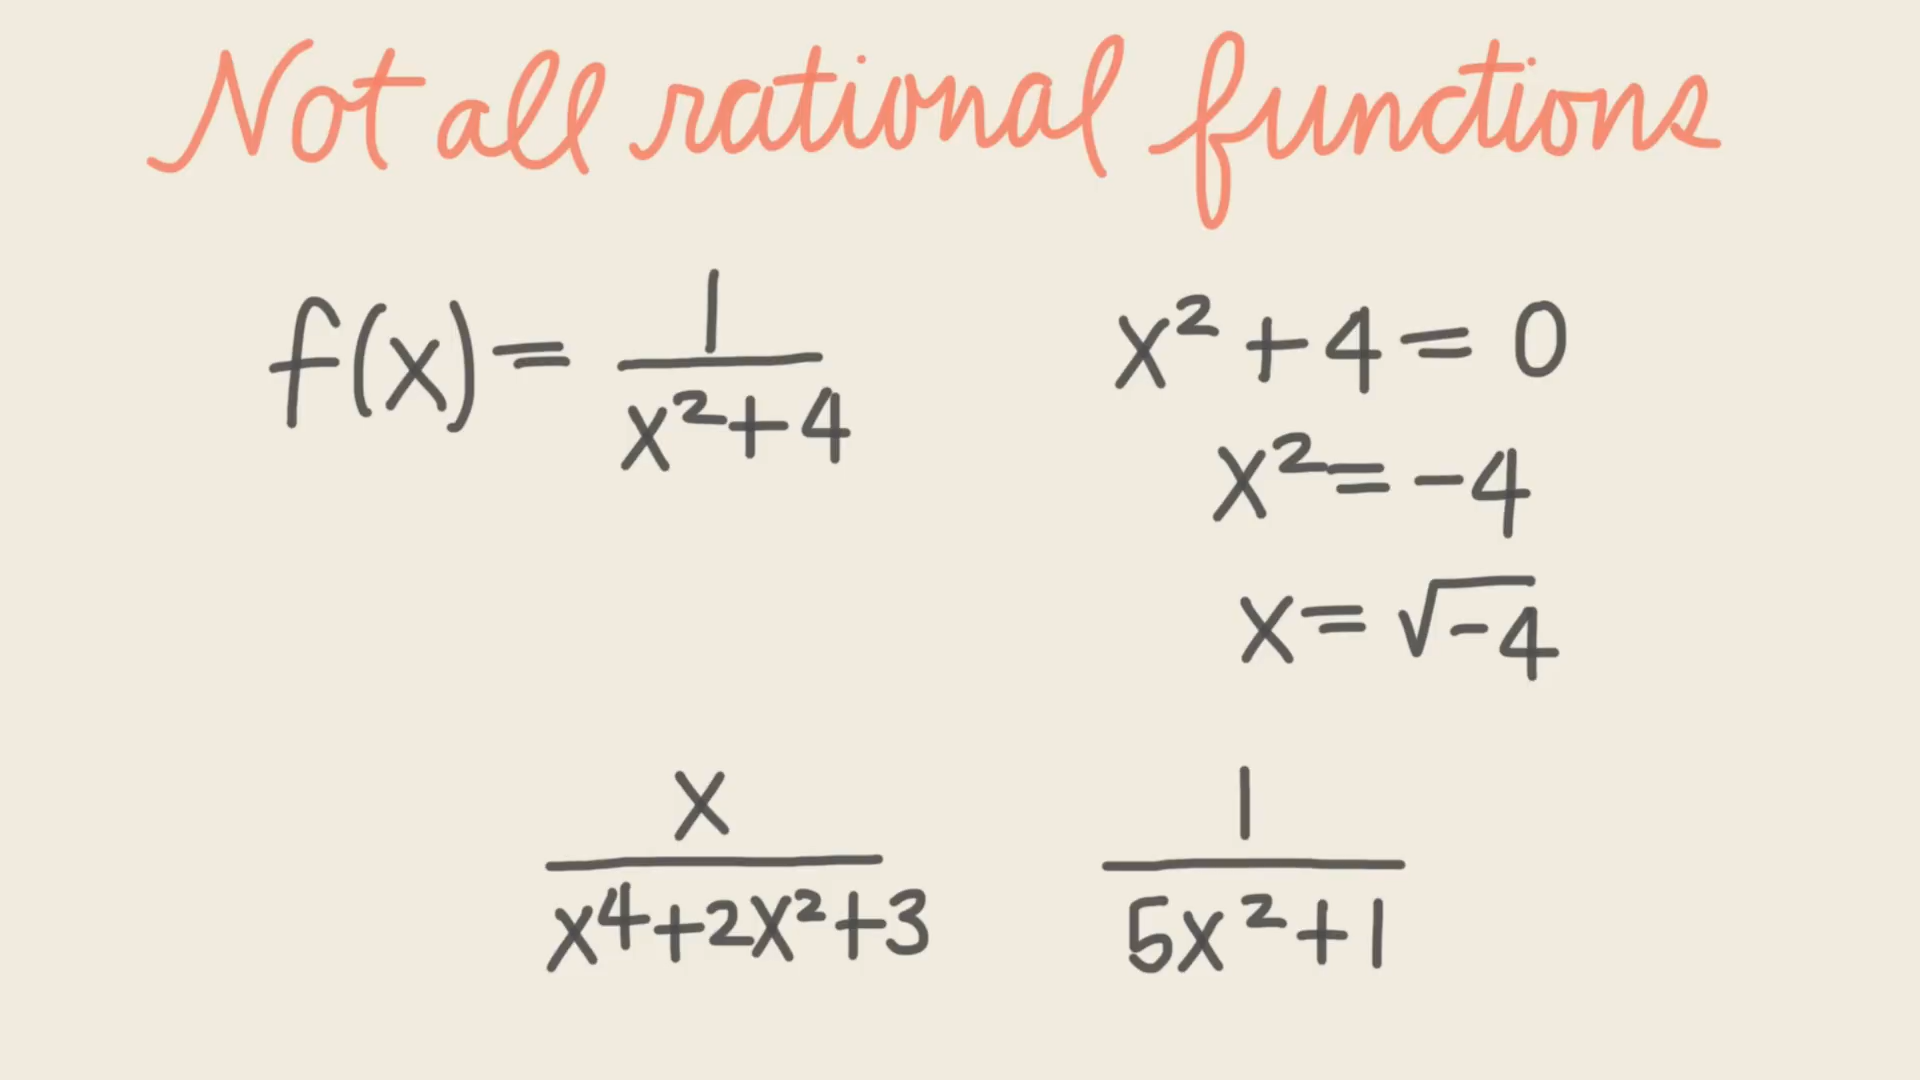 Not all rational functions
f(x) = 1/(x² + 4)
x² + 4 = 0
x² = -4
x = √-4
x/(x⁴ + 2x² + 3)
1/(5x² + 1)